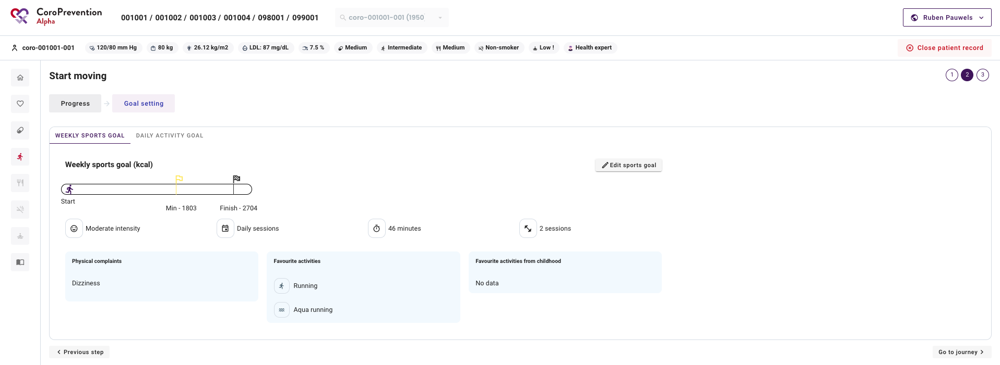 CoroPrevention
Alpha
001001 / 001002 / 001003 / 001004 / 098001 / 099001
coro-001001-001 (1950
Ruben Pauwels
coro-001001-001
120/80 mm Hg
80 kg
26.12 kg/m2
LDL: 87 mg/dL
7.5 %
Medium
Intermediate
Medium
Non-smoker
Low !
Health expert
Close patient record
Start moving
1
2
3
Progress
Goal setting
WEEKLY SPORTS GOAL
DAILY ACTIVITY GOAL
Weekly sports goal (kcal)
Edit sports goal
Start
Min - 1803
Finish - 2704
Moderate intensity
Daily sessions
46 minutes
2 sessions
Physical complaints
Dizziness
Favourite activities
Running
Aqua running
Favourite activities from childhood
No data
Previous step
Go to journey